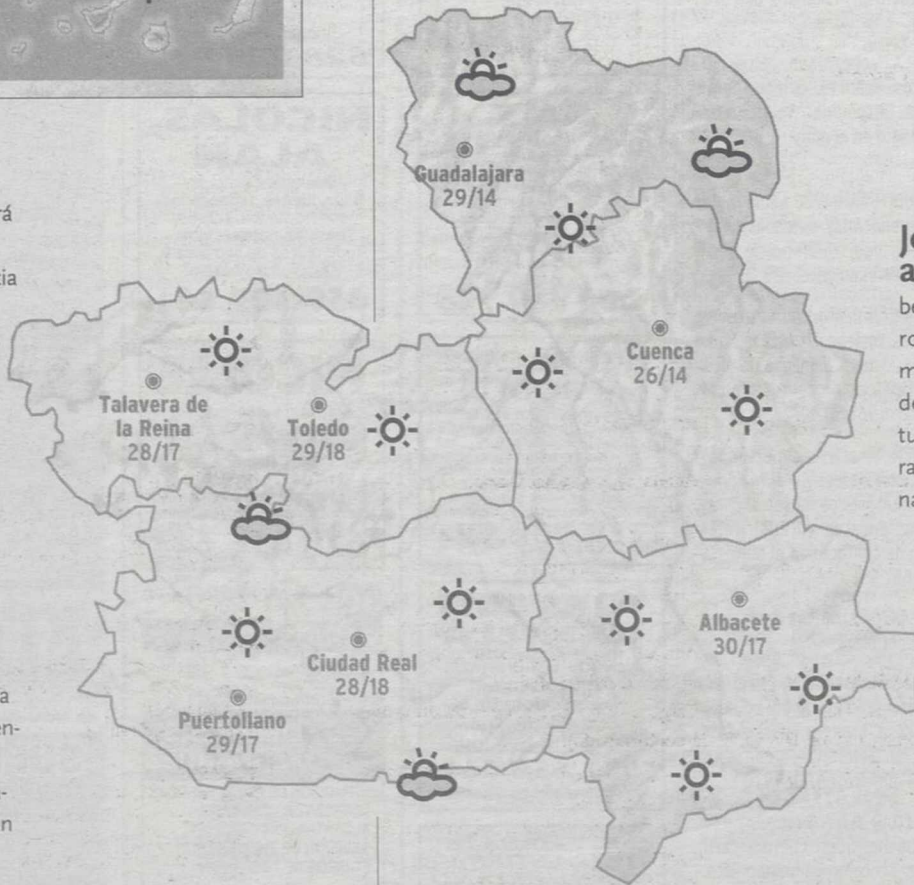 Guadalajara
29/14
Cuenca
26/14
Talavera de
la Reina
28/17
Toledo
29/18
Albacete
30/17
Ciudad Real
28/18
Puertollano
29/17